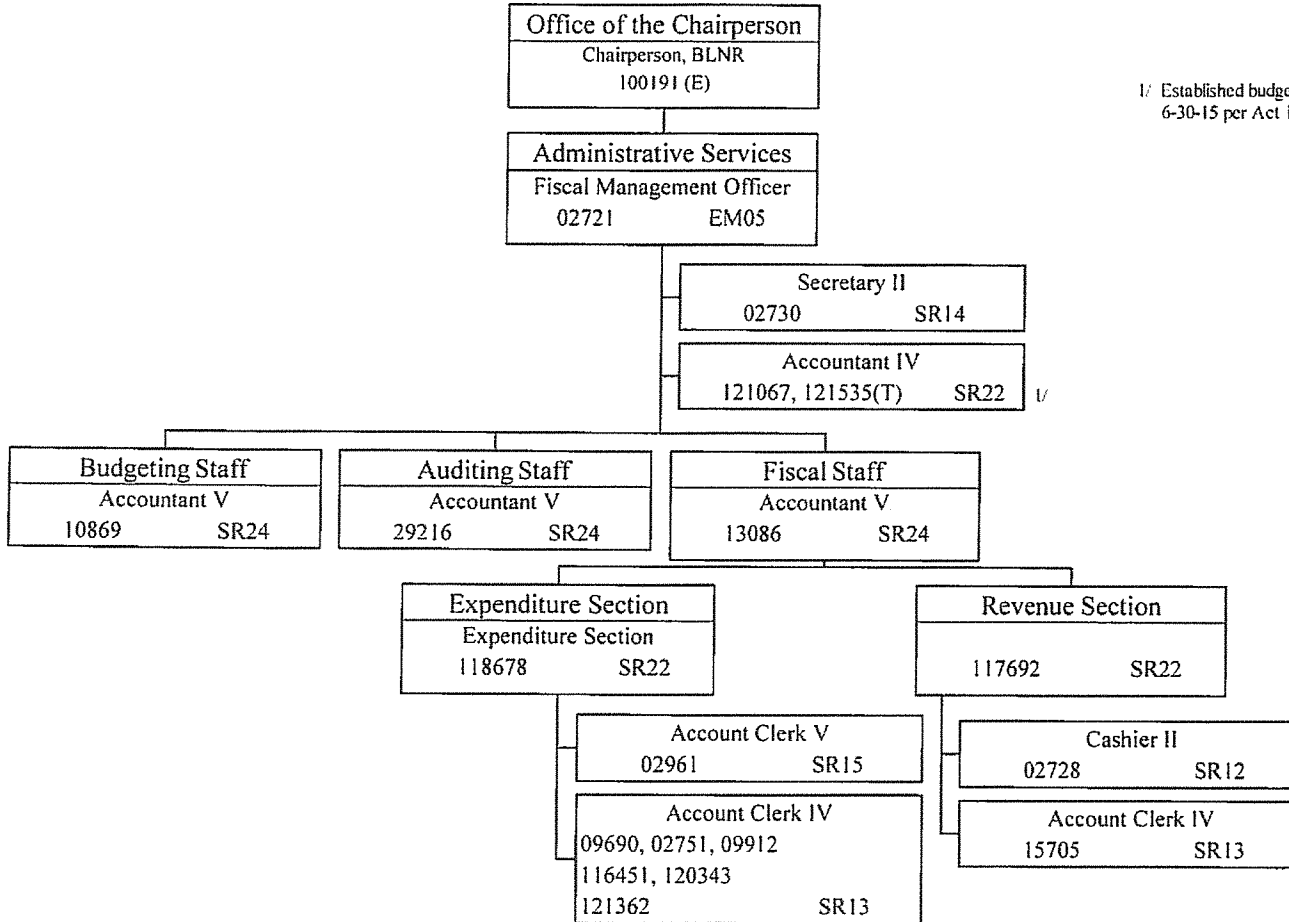 Office of the Chairperson
Chairperson, BLNR
100191 (E)
1/ Established budge
6-30-15 per Act
Administrative Services
Fiscal Management Officer
02721 EM05
Secretary II
02730 SR14
Accountant IV
121067, 121535(T) SR22 1/
Budgeting Staff
Accountant V
10869 SR24
Auditing Staff
Accountant V
29216 SR24
Fiscal Staff
Accountant V
13086 SR24
Expenditure Section
Expenditure Section
118678 SR22
Revenue Section
117692 SR22
Account Clerk V
02961 SR15
Cashier II
02728 SR12
Account Clerk IV
09690, 02751, 09912
116451, 120343
121362 SR13
Account Clerk IV
15705 SR13